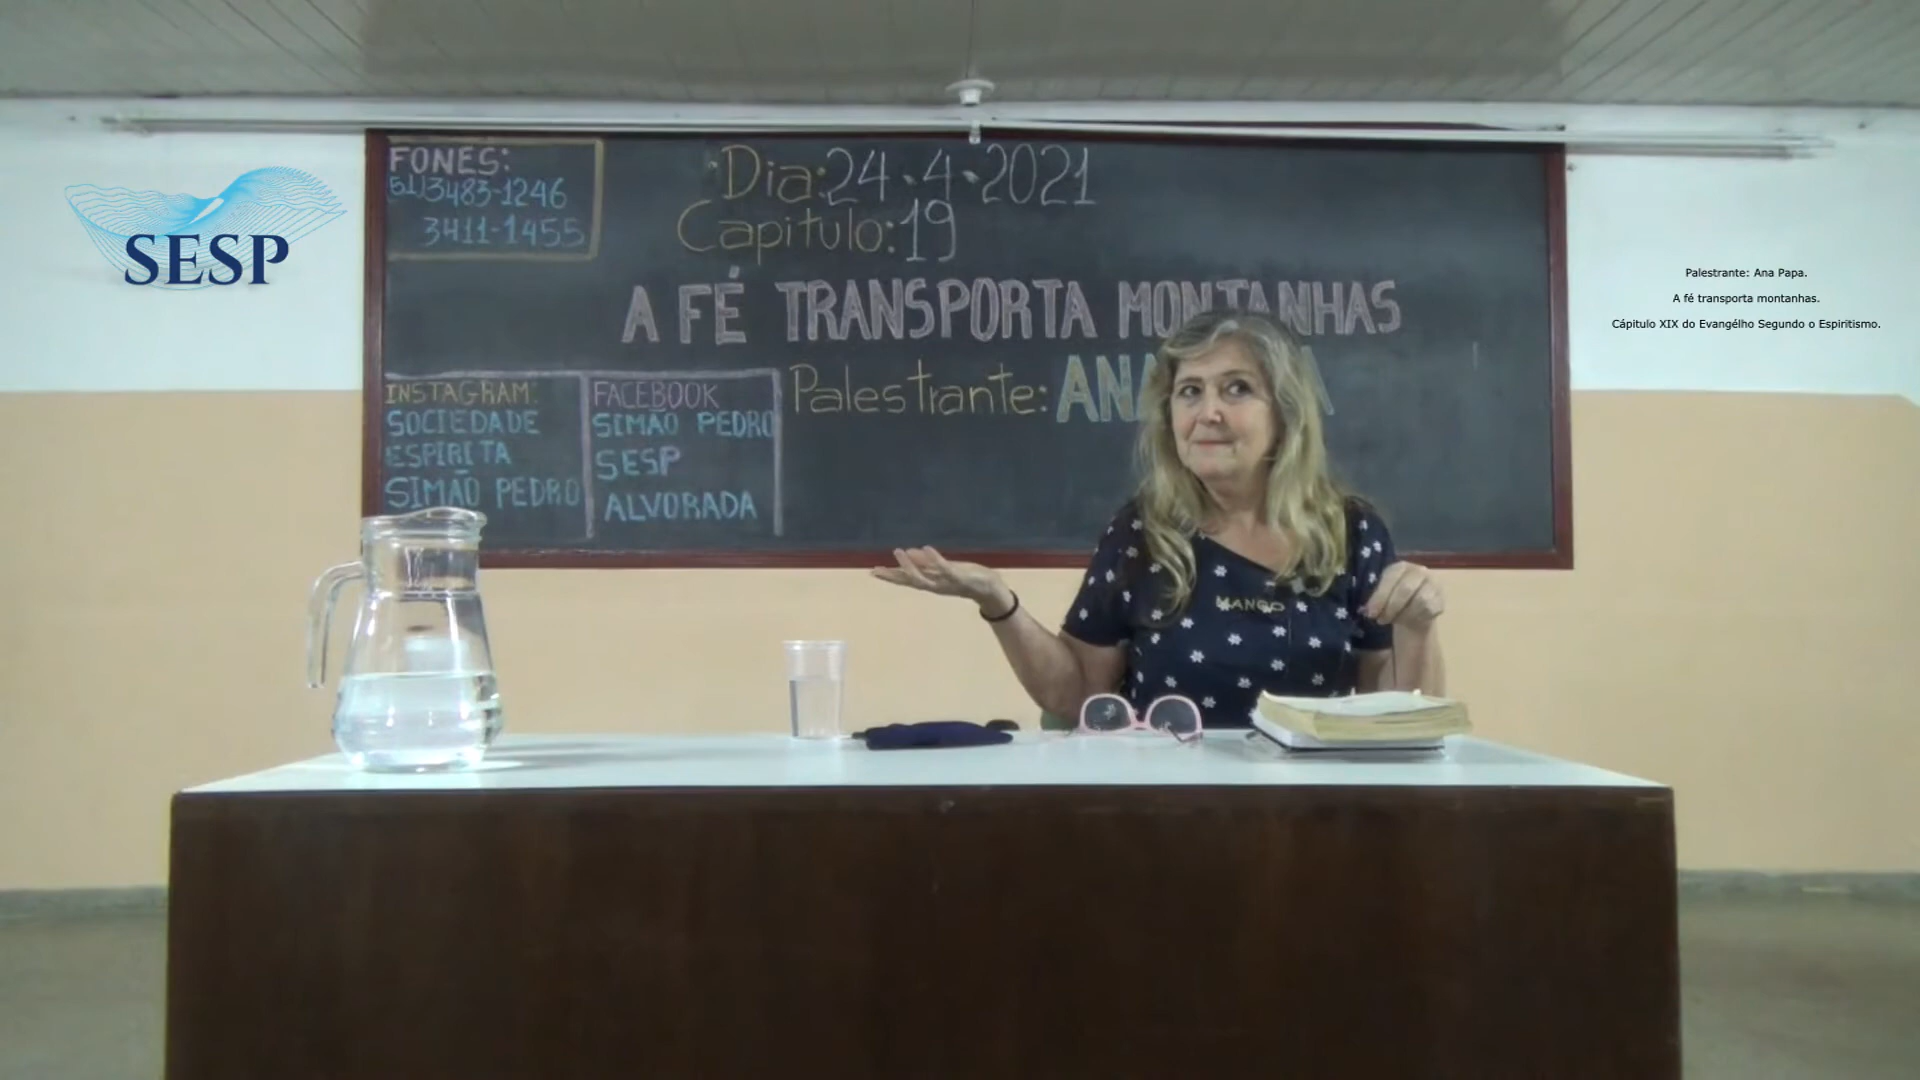 SESP
FONES:
(51)3483-1246
3411-1455
Dia:24.4.2021
Capitulo:19
A FÉ TRANSPORTA MONTANHAS
Palestrante: ANA
INSTAGRAM:
SOCIEDADE
ESPIRITA
SIMÃO PEDRO
FACEBOOK
SIMÃO PEDRO
SESP
ALVORADA
Palestrante: Ana Papa.
A fé transporta montanhas.
Cápitulo XIX do Evangélho Segundo o Espiritismo.
MANGO